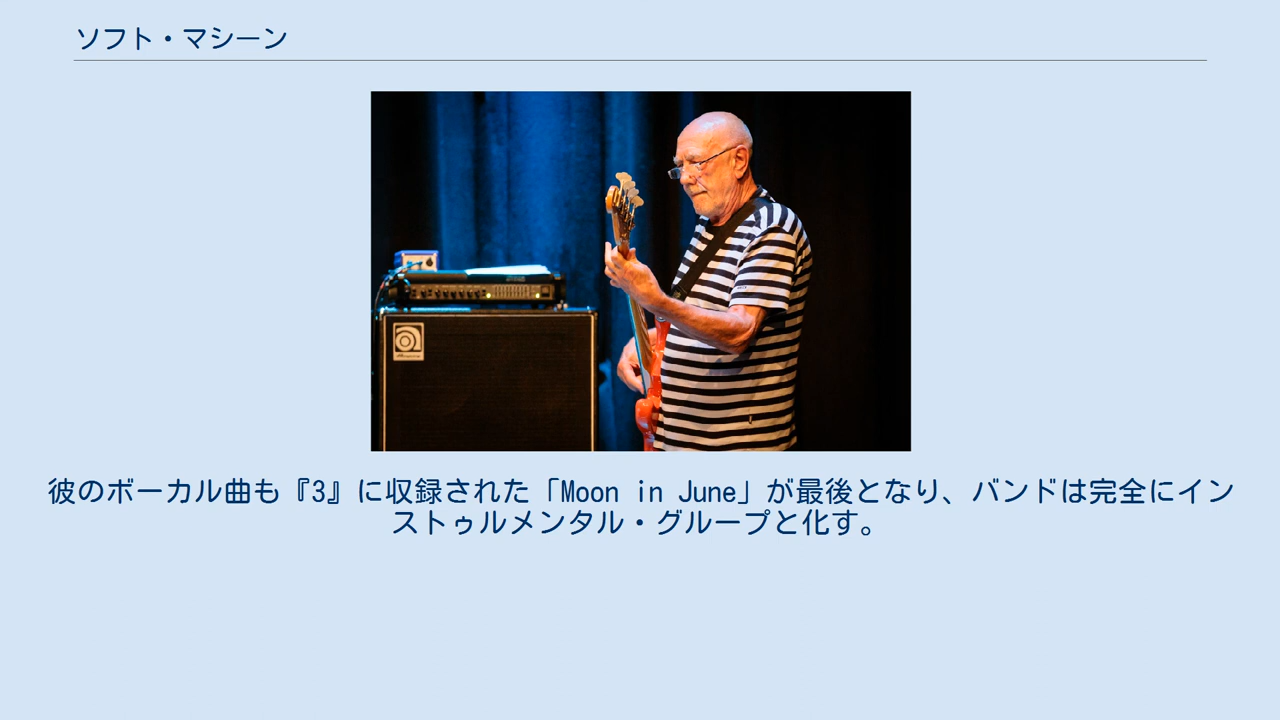 ソフト・マシーン
彼のボーカル曲も『3』に収録された「Moon in June」が最後となり、バンドは完全にイン
ストゥルメンタル・グループと化す。